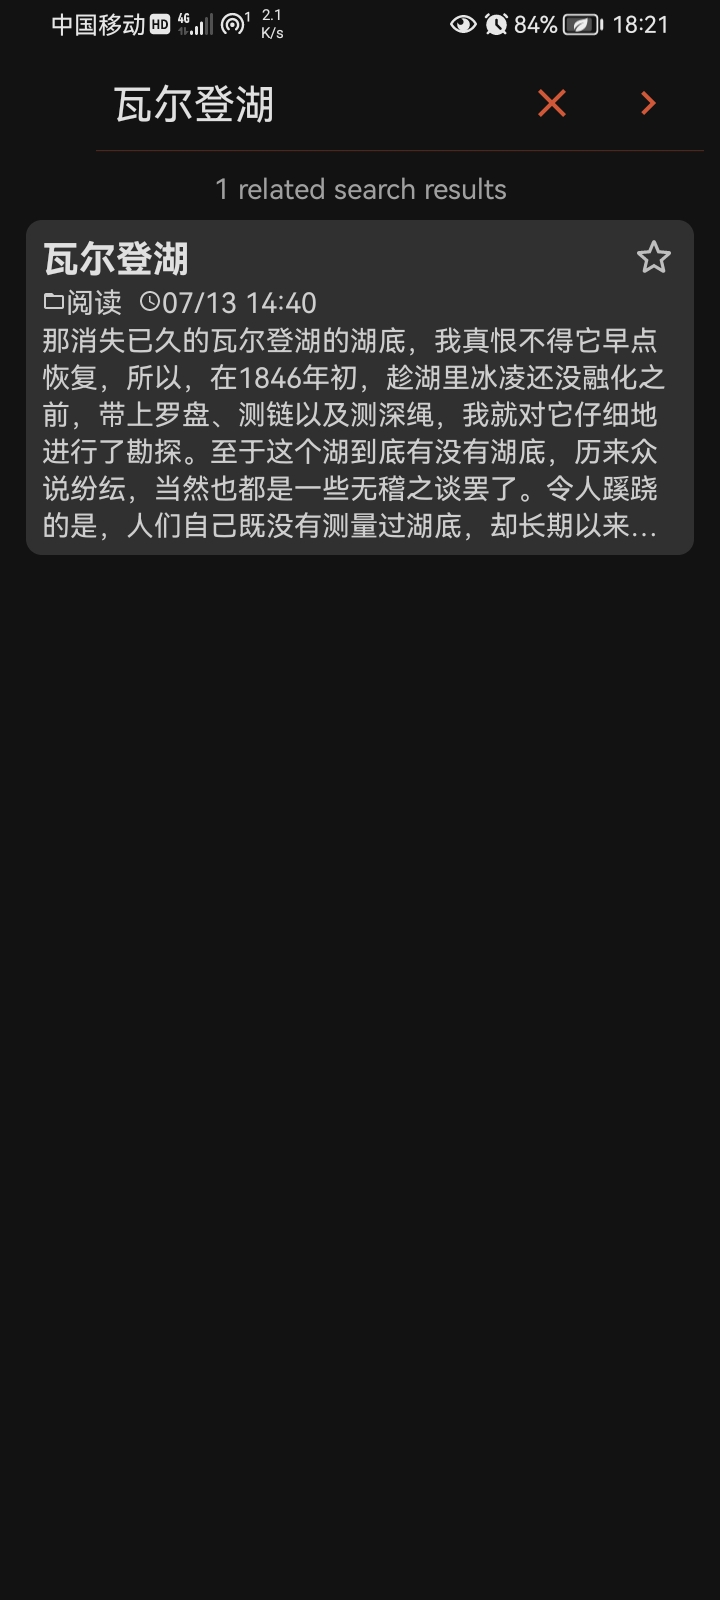 中国移动 HD 4G 1 2.1 K/s 84% 18:21
瓦尔登湖
1 related search results
瓦尔登湖
阅读 07/13 14:40
那消失已久的瓦尔登湖的湖底，我真恨不得它早点
恢复，所以，在1846年初，趁湖里冰凌还没融化之
前，带上罗盘、测链以及测深绳，我就对它仔细地
进行了勘探。至于这个湖到底有没有湖底，历来众
说纷纭，当然也都是一些无稽之谈罢了。令人蹊跷
的是，人们自己既没有测量过湖底，却长期以来…